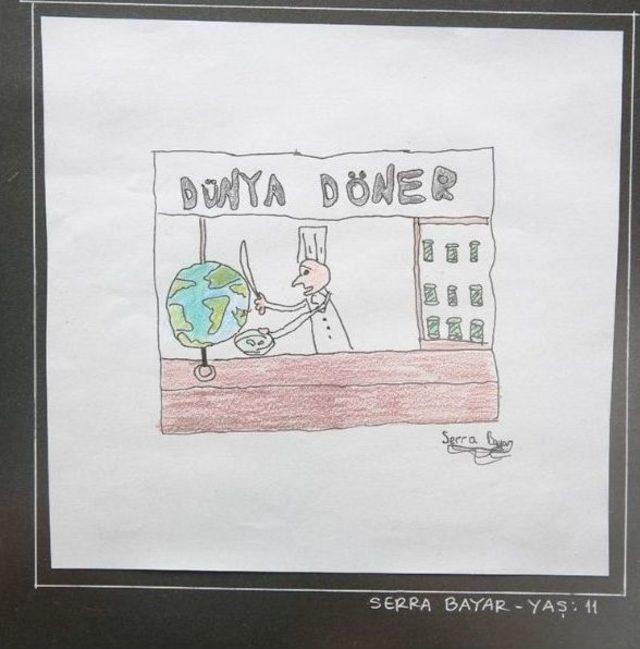 DÜNYA DÖNER
Serra Bayar
SERRA BAYAR - YAŞ: 11